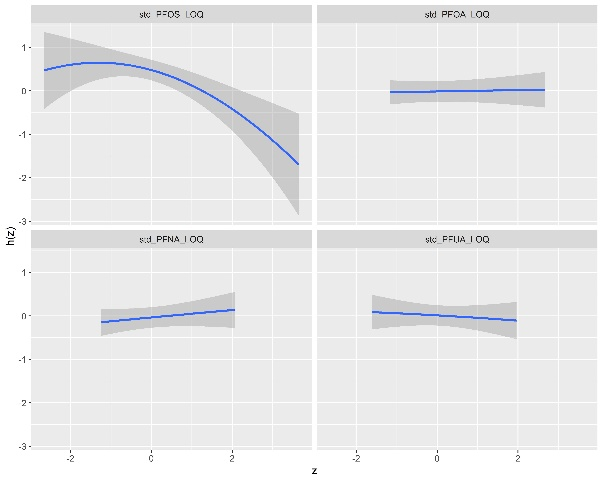 std_PFOS_LOQ
std_PFOA_LOQ
1
0
-1
-2
-3
std_PFNA_LOQ
std_PFUA_LOQ
1
0
-1
-2
-3
h(z)
-2 0 2
-2 0 2
z